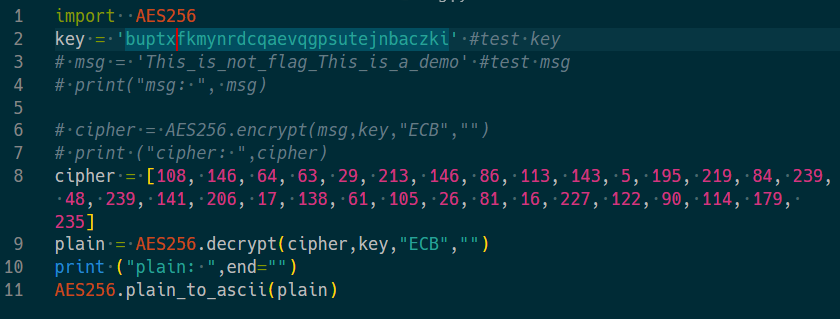 1 import  AES256
2 key = 'buptxfkmynrdcqaevqgpsutejnbaczki' #test key
3 # msg = 'This_is_not_flag_This_is_a_demo' #test msg
4 # print("msg: ", msg)
5
6 # cipher = AES256.encrypt(msg,key,"ECB","")
7 # print ("cipher: ",cipher)
8 cipher = [108, 146, 64, 63, 29, 213, 146, 86, 113, 143, 5, 195, 219, 84, 239,
48, 239, 141, 206, 17, 138, 61, 105, 26, 81, 16, 227, 122, 90, 114, 179,
235]
9 plain = AES256.decrypt(cipher,key,"ECB","")
10 print ("plain: ",end="")
11 AES256.plain_to_ascii(plain)